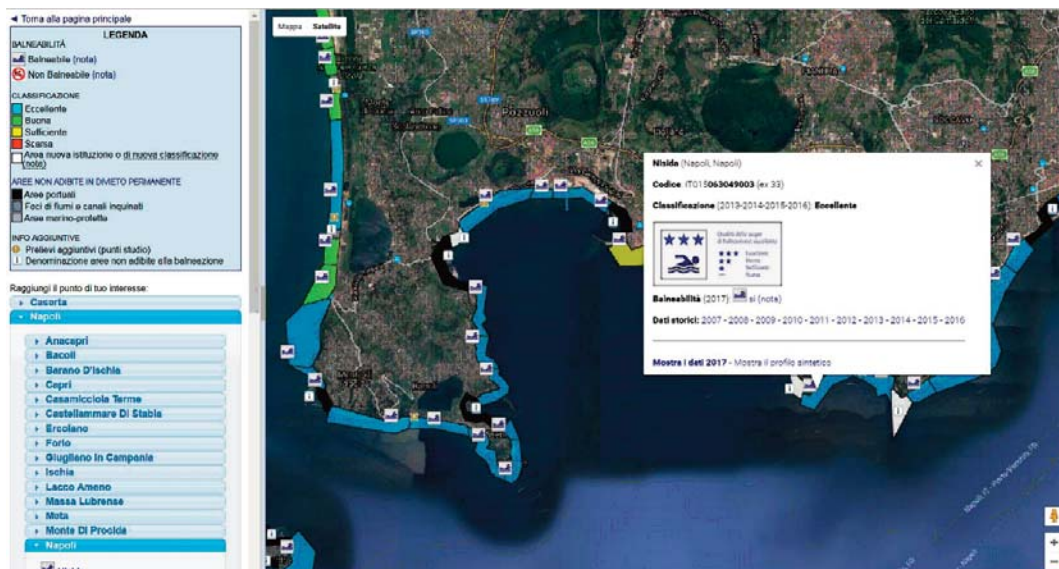 ◄ Torna alla pagina principale
LEGENDA
BALNEABILITÀ
Balneabile (nota)
Non Balneabile (nota)
CLASSIFICAZIONE
Eccellente
Buona
Sufficiente
Scarsa
Area nuova istituzione o di nuova classificazione
(nota)
AREE NON ADIBITE IN DIVIETO PERMANENTE
Aree portuali
Foci di fiumi e canali inquinati
Aree marino-protette
INFO AGGIUNTIVE
Prelievi aggiuntivi (punti studio)
Denominazione aree non adibite alla balneazione
Raggiungi il punto di tuo interesse:
Caserta
Napoli
Anacapri
Bacoli
Barano D'Ischia
Capri
Casamicciola Terme
Castellammare Di Stabia
Ercolano
Forio
Giugliano In Campania
Ischia
Lacco Ameno
Massa Lubrense
Meta
Monte Di Procida
Napoli
Mappa Satellite
Pozzuoli
Nisida (Napoli, Napoli)
Codice: IT015063049003 (ex 33)
Classificazione (2013-2014-2015-2016): Eccellente
Balneabilità (2017): si (nota)
Dati storici: 2007 - 2008 - 2009 - 2010 - 2011 - 2012 - 2013 - 2014 - 2015 - 2016
Mostra i dati 2017 - Mostra il profilo sintetico